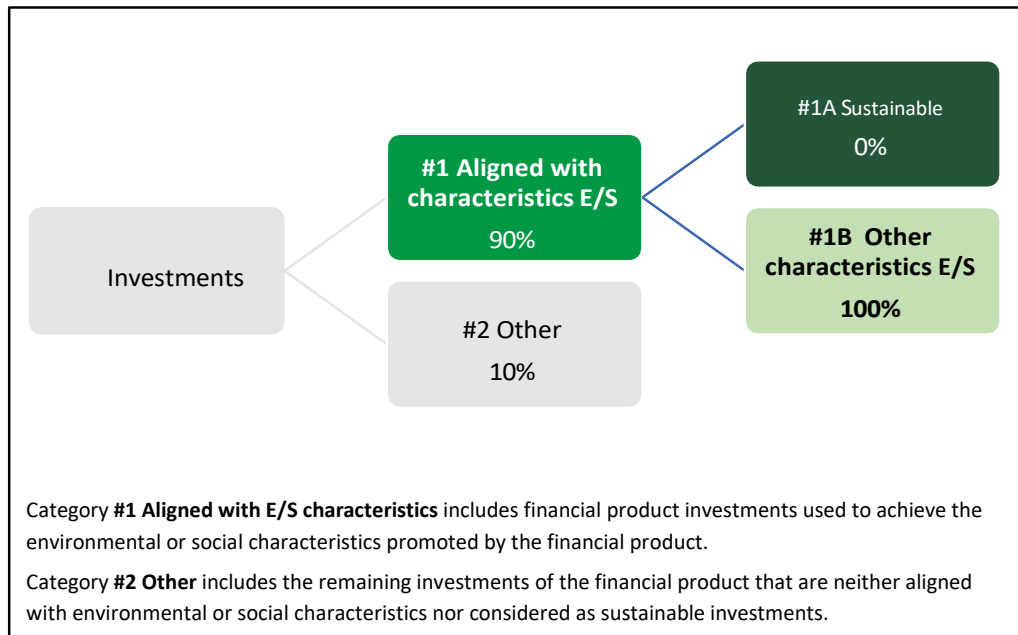 #1A Sustainable
0%
#1 Aligned with
characteristics E/S
90%
#1B Other
characteristics E/S
100%
Investments
#2 Other
10%
Category #1 Aligned with E/S characteristics includes financial product investments used to achieve the
environmental or social characteristics promoted by the financial product.
Category #2 Other includes the remaining investments of the financial product that are neither aligned
with environmental or social characteristics nor considered as sustainable investments.